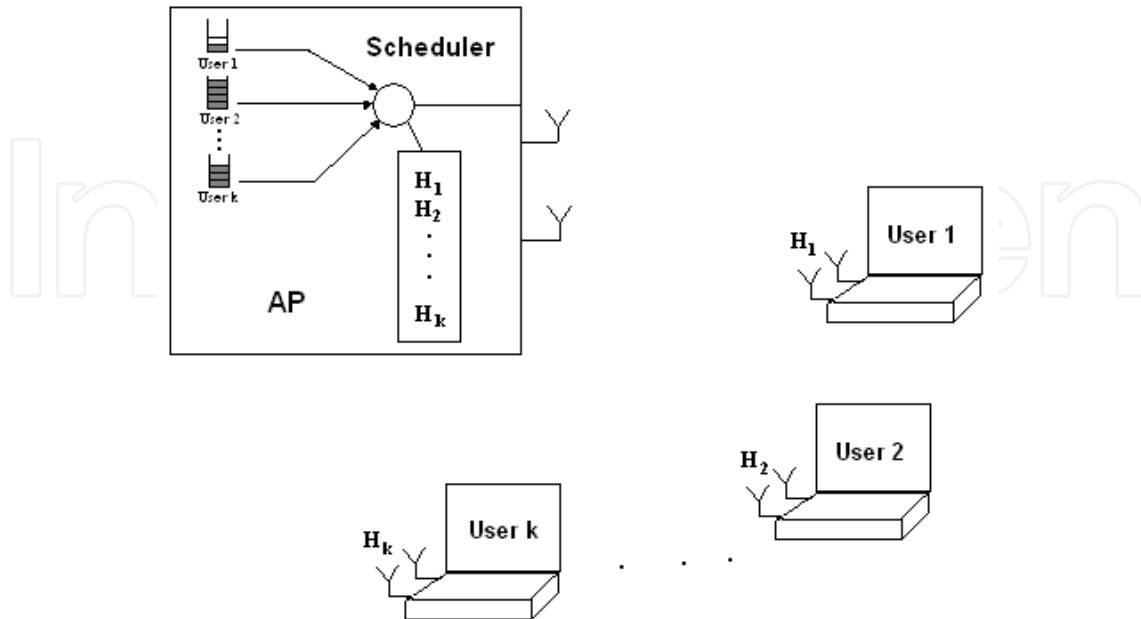 Scheduler
User 1
User 2
User k
H1
H2
Hk
AP
User 1
H1
User 2
H2
User k
Hk